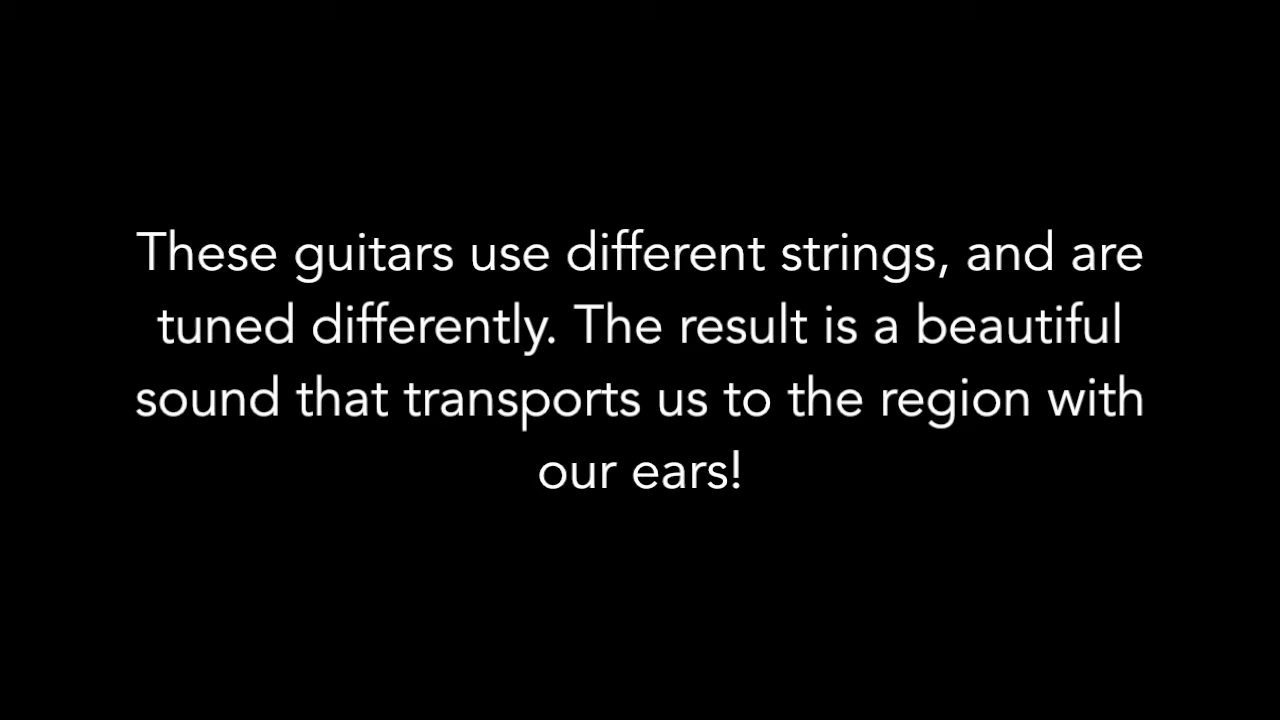 These guitars use different strings, and are
tuned differently. The result is a beautiful
sound that transports us to the region with
our ears!